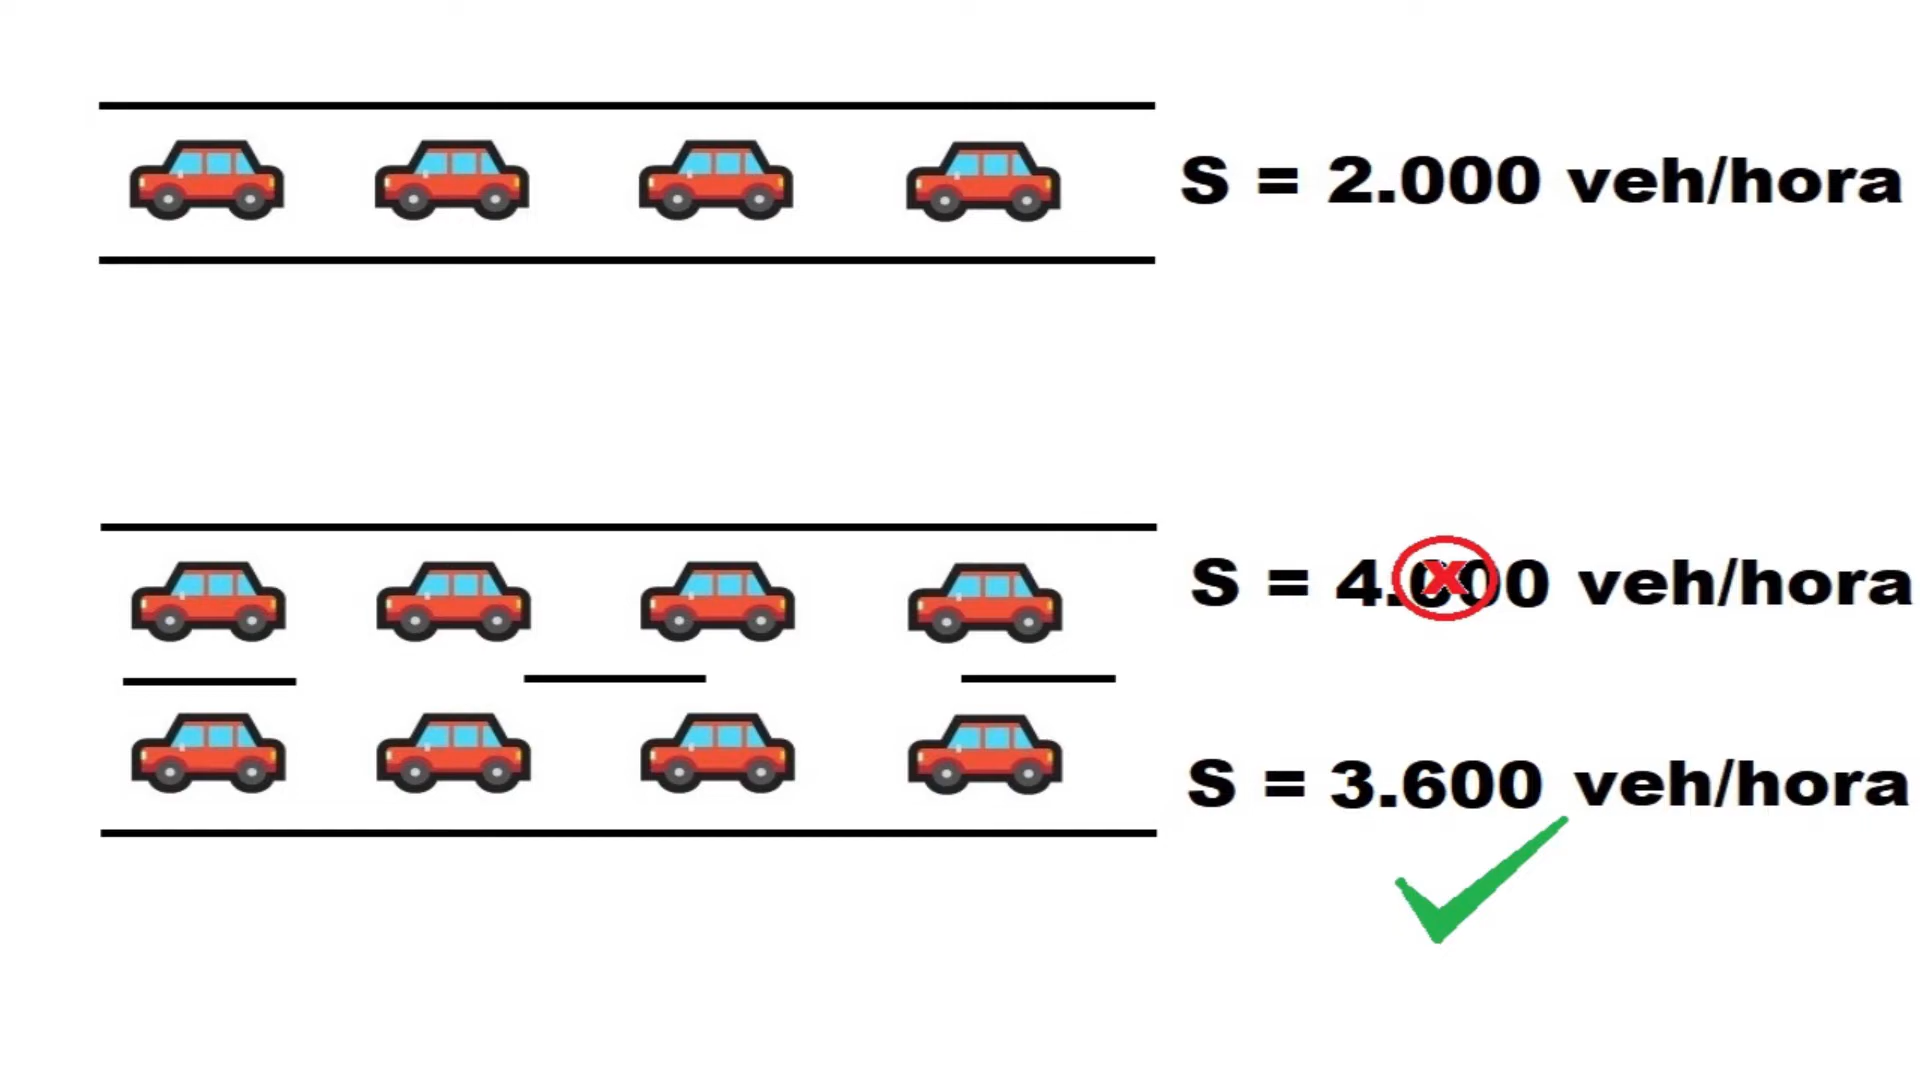 S = 2.000 veh/hora
S = 4.000 veh/hora
S = 3.600 veh/hora